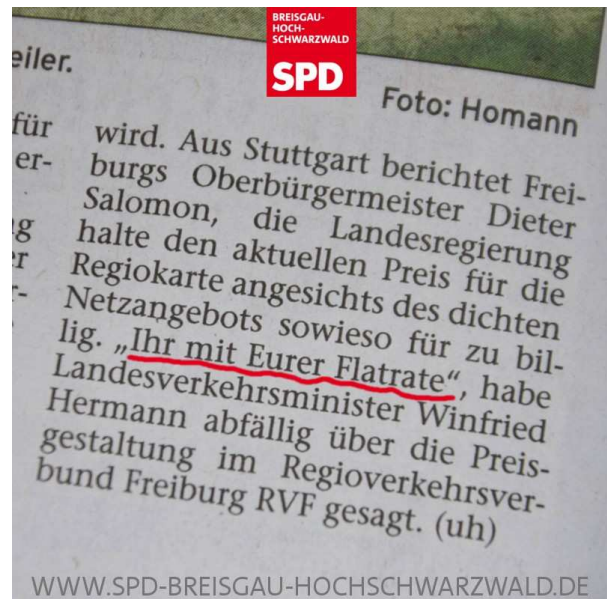 BREISGAU-
HOCH-
SCHWARZWALD
SPD
eiler.
Foto: Homann
für
er-
g
er
r-
wird. Aus Stuttgart berichtet Frei-
burgs Oberbürgermeister Dieter
Salomon, die Landesregierung
halte den aktuellen Preis für die
Regiokarte angesichts des dichten
Netzangebots sowieso für zu bil-
lig. „Ihr mit Eurer Flatrate“, habe
Landesverkehrsminister Winfried
Hermann abfällig über die Preis-
gestaltung im Regioverkehrsver-
bund Freiburg RVF gesagt. (uh)
WWW.SPD-BREISGAU-HOCHSCHWARZWALD.DE